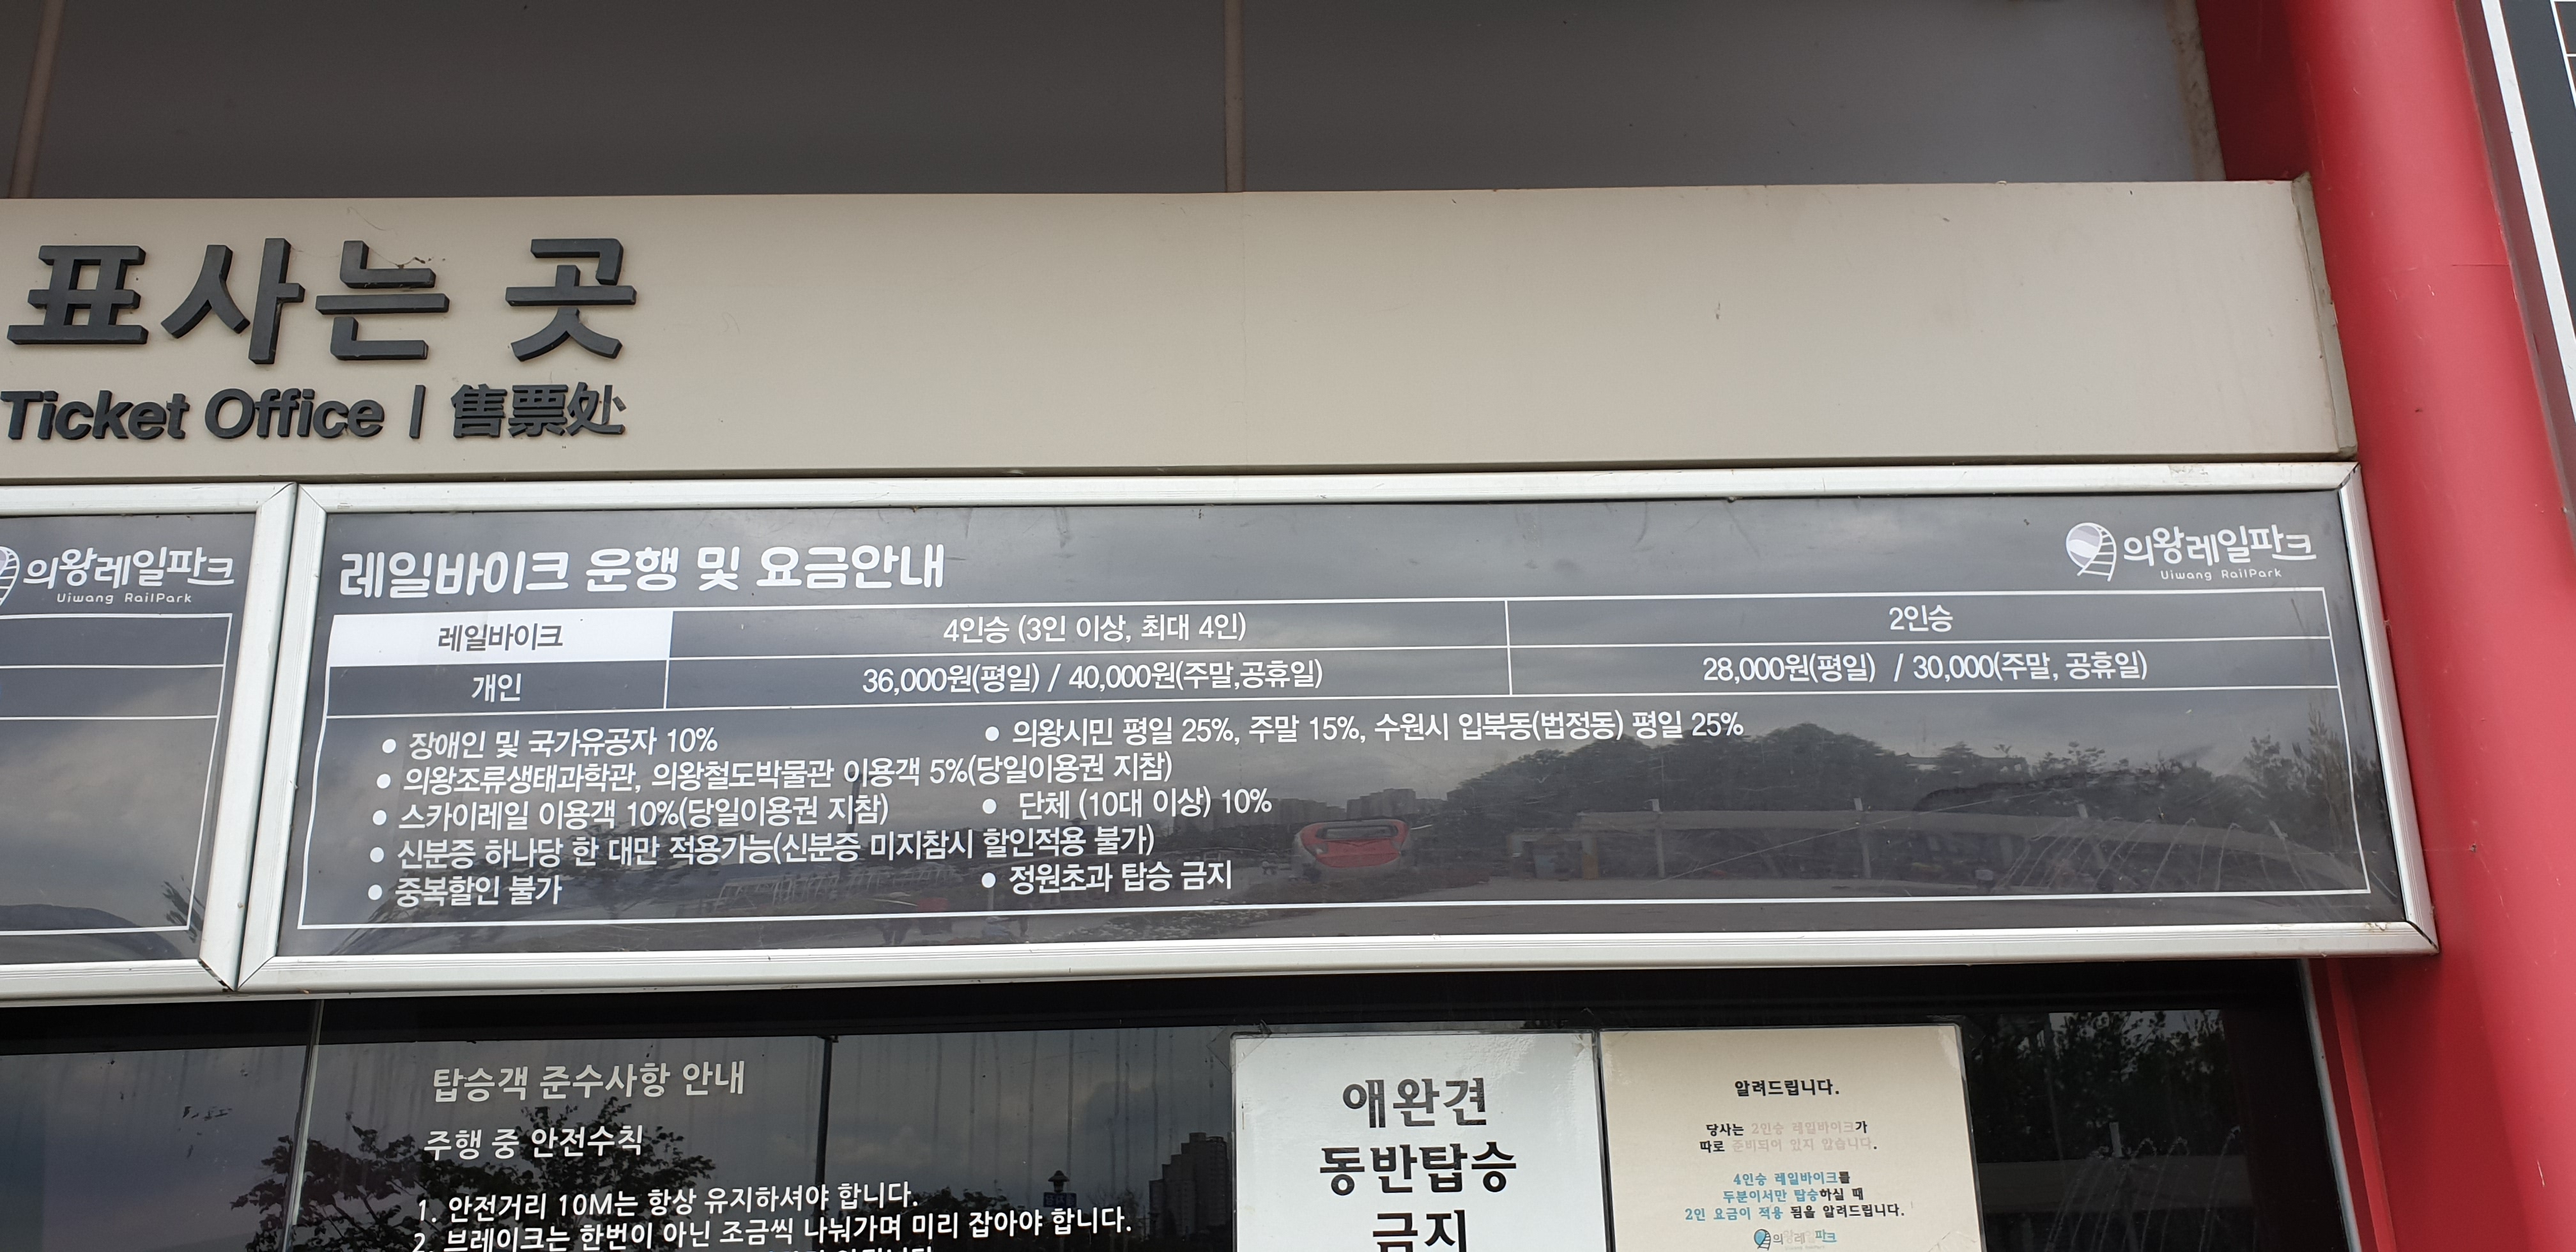 표사는 곳
Ticket Office | 售票处
의왕레일파크
Uiwang RailPark
레일바이크 운행 및 요금안내
의왕레일파크
Uiwang RailPark
레일바이크 4인승 (3인 이상, 최대 4인) 2인승
개인 36,000원(평일) / 40,000원(주말,공휴일) 28,000원(평일) / 30,000(주말, 공휴일)
● 장애인 및 국가유공자 10% ● 의왕시민 평일 25%, 주말 15%, 수원시 입북동(법정동) 평일 25%
● 의왕조류생태과학관, 의왕철도박물관 이용객 5%(당일이용권 지참)
● 스카이레일 이용객 10%(당일이용권 지참) ● 단체 (10대 이상) 10%
● 신분증 하나당 한 대만 적용가능(신분증 미지참시 할인적용 불가)
● 중복할인 불가 ● 정원초과 탑승 금지
탑승객 준수사항 안내
주행 중 안전수칙
1. 안전거리 10M는 항상 유지하셔야 합니다.
2. 브레이크는 한번이 아닌 조금씩 나눠가며 미리 잡아야 합니다.
애완견
동반탑승
금지
알려드립니다.
당사는 2인승 레일바이크가
따로 준비되어 있지 않습니다.
4인승 레일바이크를
두분이서만 탑승하실 때
2인 요금이 적용 됨을 알려드립니다.
의왕레일파크